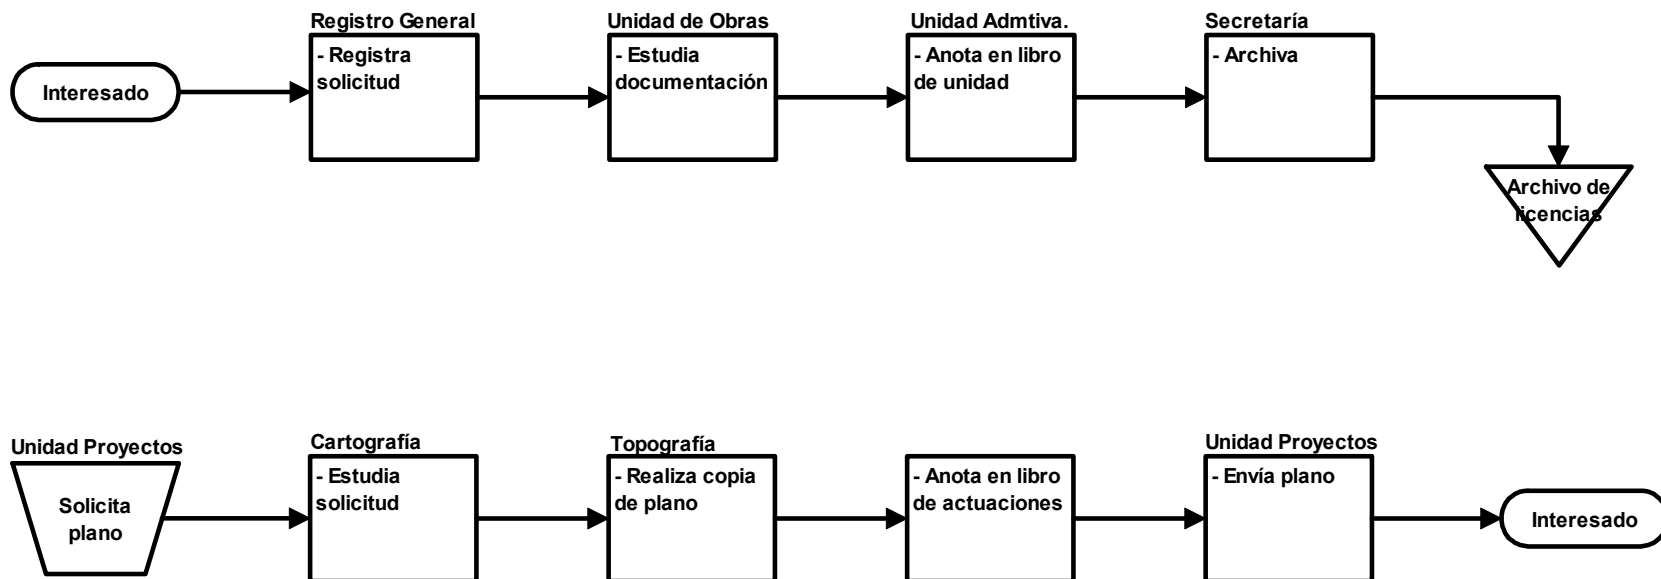 Registro General
Unidad de Obras
Unidad Admtiva.
Secretaría
Interesado
- Registra
solicitud
- Estudia
documentación
- Anota en libro
de unidad
- Archiva
Archivo de
licencias
Unidad Proyectos
Cartografía
Topografía
Unidad Proyectos
Solicita
plano
- Estudia
solicitud
- Realiza copia
de plano
- Anota en libro
de actuaciones
- Envía plano
Interesado